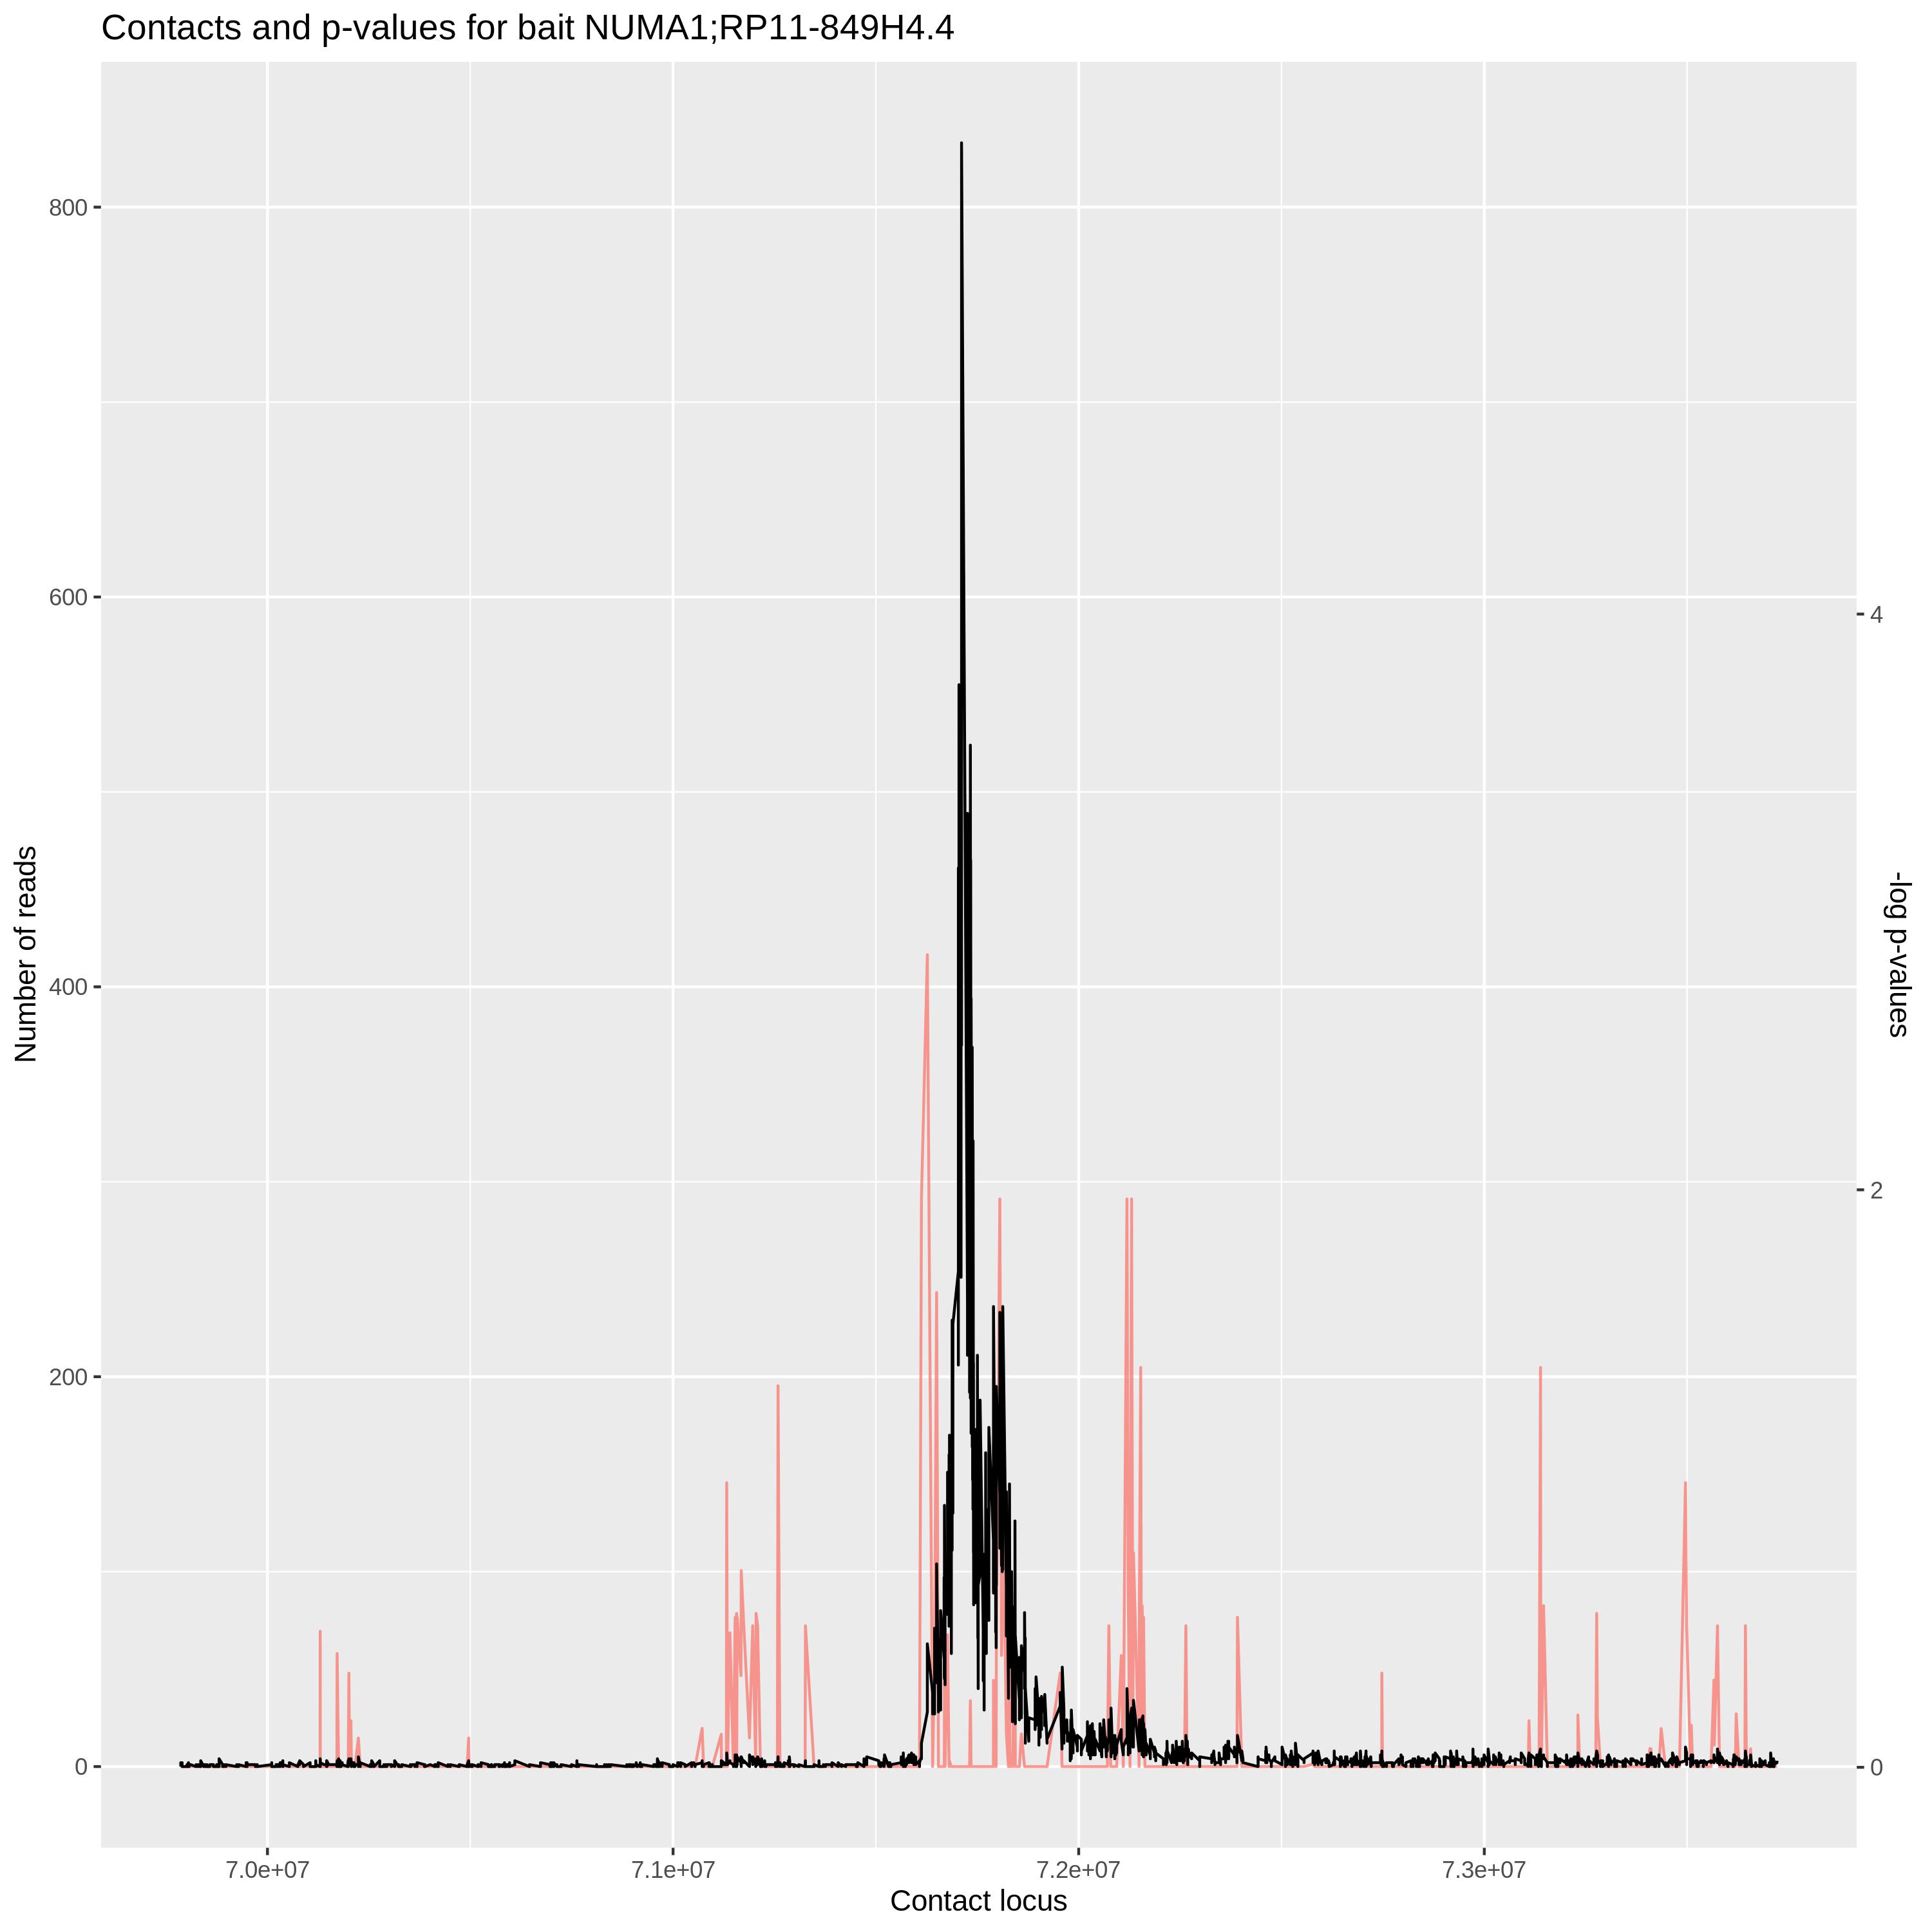 Contacts and p-values for bait NUMA1;RP11-849H4.4
800
600
400
200
0
Number of reads
4
2
0
-log p-values
7.0e+07
7.1e+07
7.2e+07
7.3e+07
Contact locus